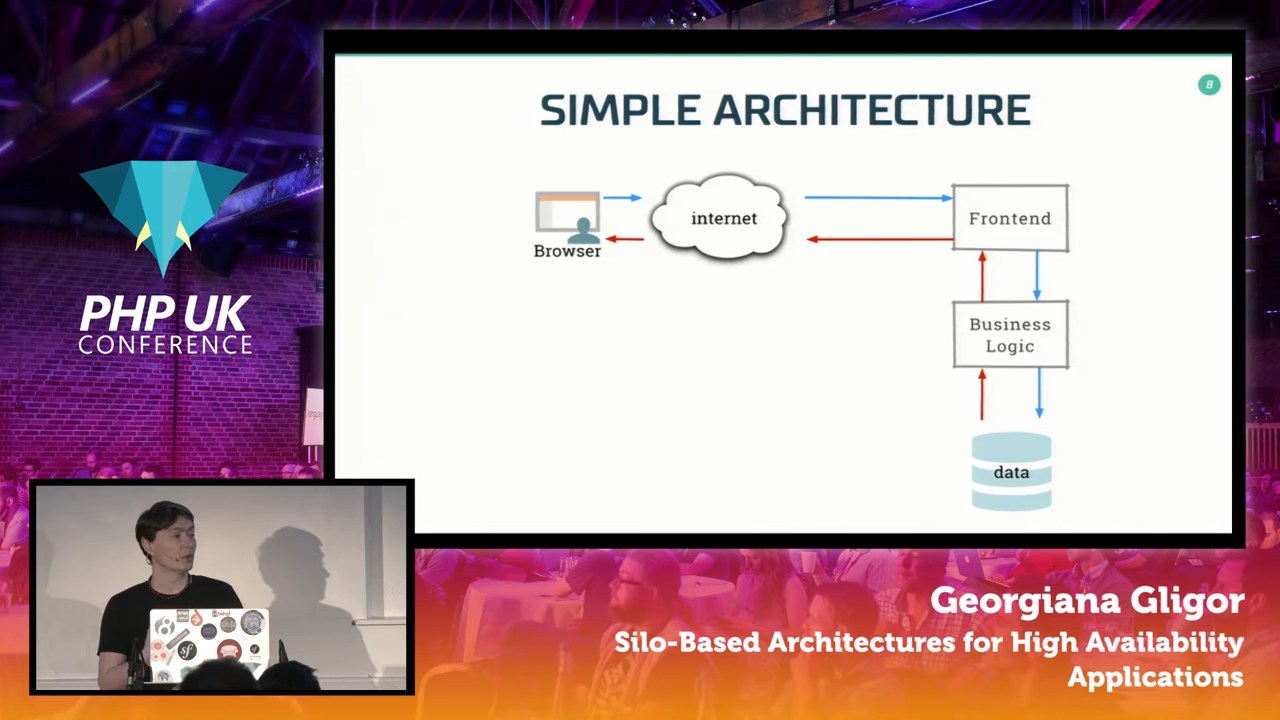 SIMPLE ARCHITECTURE
B
internet
Browser
Frontend
Business
Logic
data
PHP UK
CONFERENCE
sf
Georgiana Gligor
Silo-Based Architectures for High Availability
Applications